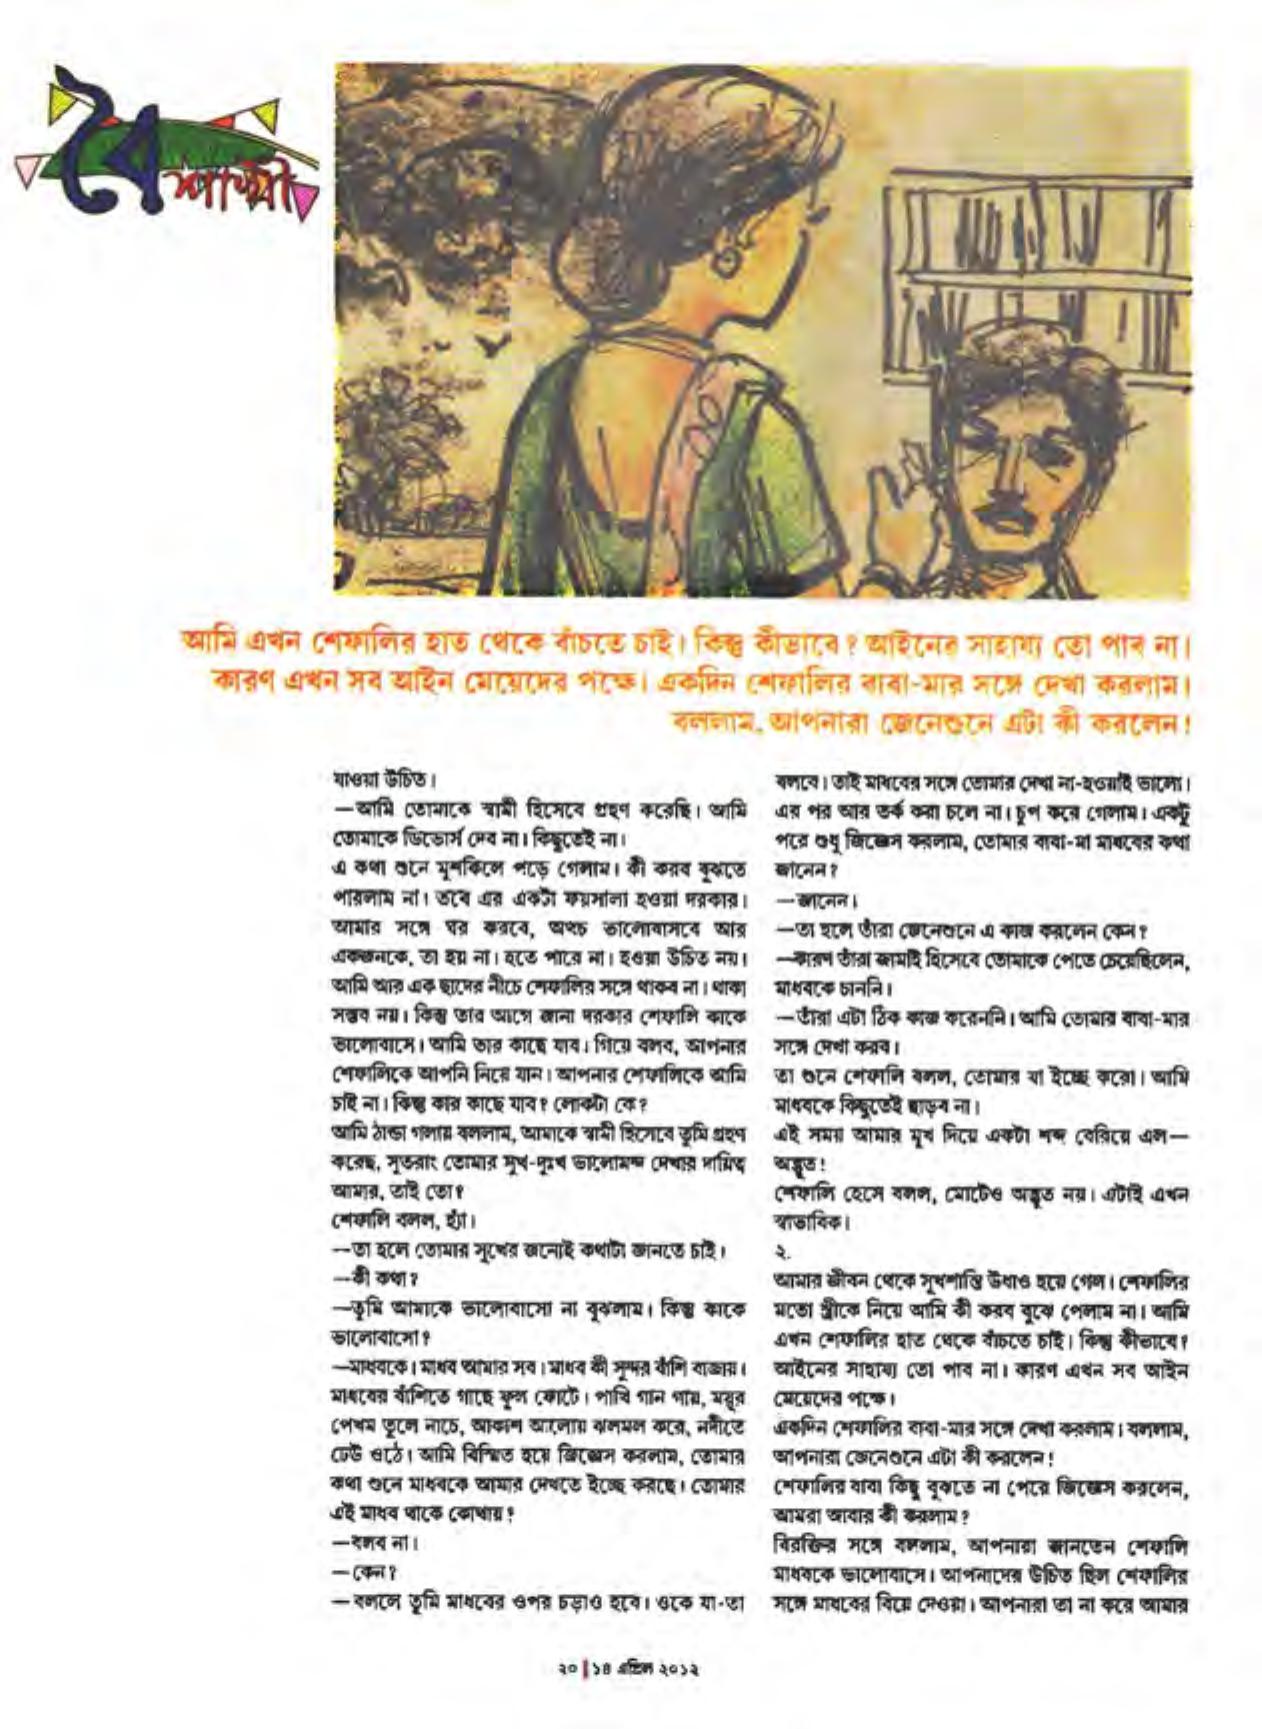 বৈশাখী
আমি এখন শেফালির হাত থেকে বাঁচতে চাই। কিন্তু কীভাবে? আইনের সাহায্য তো পাব না।
কারণ এখন সব আইন মেয়েদের পক্ষে। একদিন শেফালির বাবা-মার সঙ্গে দেখা করলাম।
বললাম, আপনারা জেনেশুনে এটা কী করলেন!
যাওয়া উচিত।
—আমি তোমাকে স্বামী হিসেবে গ্রহণ করেছি। আমি
তোমাকে ডিভোর্স দেব না। কিছুতেই না।
এ কথা শুনে মুশকিলে পড়ে গেলাম। কী করব বুঝতে
পারলাম না। তবে এর একটা ফয়সালা হওয়া দরকার।
আমার সঙ্গে ঘর করবে, অথচ ভালোবাসবে আর
একজনকে, তা হয় না। হতে পারে না। হওয়া উচিত নয়।
আমি আর এক ছাদের নীচে শেফালির সঙ্গে থাকব না। থাকা
সম্ভব নয়। কিন্তু তার আগে জানা দরকার শেফালি কাকে
ভালোবাসে। আমি তার কাছে যাব। গিয়ে বলব, আপনার
শেফালিকে আপনি নিয়ে যান। আপনার শেফালিকে আমি
চাই না। কিন্তু কার কাছে যাব? লোকটা কে?
আমি ঠান্ডা গলায় বললাম, আমাকে স্বামী হিসেবে তুমি গ্রহণ
করেছ, সুতরাং তোমার সুখ-দুঃখ ভালোমন্দ দেখার দায়িত্ব
আমার, তাই তো?
শেফালি বলল, হ্যাঁ।
—তা হলে তোমার সুখের জন্যেই কথাটা জানতে চাই।
—কী কথা?
—তুমি আমাকে ভালোবাসো না বুঝলাম। কিন্তু কাকে
ভালোবাসো?
—মাধবকে। মাধব আমার সব। মাধব কী সুন্দর বাঁশি বাজায়।
মাধবের বাঁশিতে গাছে ফুল ফোটে। পাখি গান গায়, ময়ূর
পেখম তুলে নাচে, আকাশ আলোয় ঝলমল করে, নদীতে
ঢেউ ওঠে। আমি বিস্মিত হয়ে জিজ্ঞেস করলাম, তোমার
কথা শুনে মাধবকে আমার দেখতে ইচ্ছে করছে। তোমার
এই মাধব থাকে কোথায়?
—বলব না।
—কেন?
—বললে তুমি মাধবের ওপর চড়াও হবে। ওকে যা-তা
বলবে। তাই মাধবের সঙ্গে তোমার দেখা না-হওয়াই ভালো।
এর পর আর তর্ক করা চলে না। চুপ করে গেলাম। একটু
পরে শুধু জিজ্ঞেস করলাম, তোমার বাবা-মা মাধবের কথা
জানেন?
—জানেন।
—তা হলে তাঁরা জেনেশুনে এ কাজ করলেন কেন?
—কারণ তাঁরা জামাই হিসেবে তোমাকে পেতে চেয়েছিলেন,
মাধবকে চাননি।
—তাঁরা এটা ঠিক কাজ করেননি। আমি তোমার বাবা-মার
সঙ্গে দেখা করব।
তা শুনে শেফালি বলল, তোমার যা ইচ্ছে করো। আমি
মাধবকে কিছুতেই ছাড়ব না।
এই সময় আমার মুখ দিয়ে একটা শব্দ বেরিয়ে এল—
অদ্ভুত!
শেফালি হেসে বলল, মোটেও অদ্ভুত নয়। এটাই এখন
স্বাভাবিক।
২.
আমার জীবন থেকে সুখশান্তি উধাও হয়ে গেল। শেফালির
মতো স্ত্রীকে নিয়ে আমি কী করব বুঝে পেলাম না। আমি
এখন শেফালির হাত থেকে বাঁচতে চাই। কিন্তু কীভাবে?
আইনের সাহায্য তো পাব না। কারণ এখন সব আইন
মেয়েদের পক্ষে।
একদিন শেফালির বাবা-মার সঙ্গে দেখা করলাম। বললাম,
আপনারা জেনেশুনে এটা কী করলেন!
শেফালির বাবা কিছু বুঝতে না পেরে জিজ্ঞেস করলেন,
আমরা আবার কী করলাম?
বিরক্তির সঙ্গে বললাম, আপনারা জানতেন শেফালি
মাধবকে ভালোবাসে। আপনাদের উচিত ছিল শেফালির
সঙ্গে মাধবের বিয়ে দেওয়া। আপনারা তা না করে আমার
২০ | ১৪ এপ্রিল ২০১২